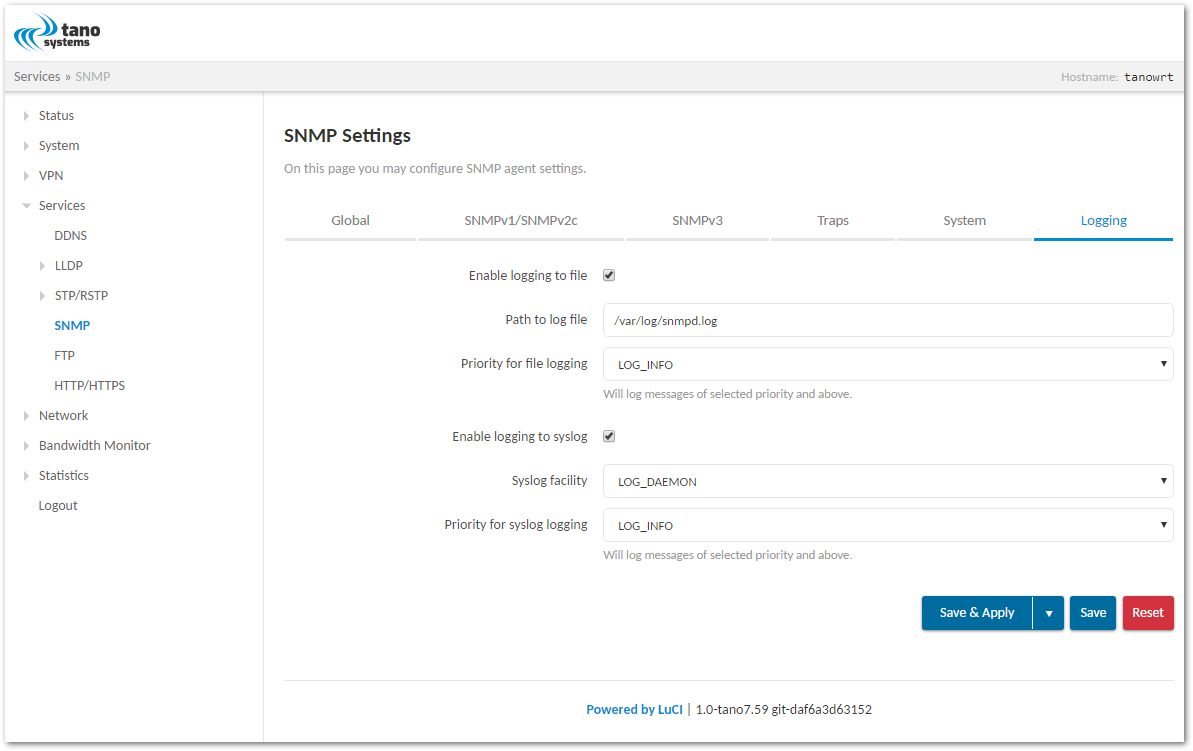 tano
systems
Services » SNMP
Hostname: tanowrt
Status
System
VPN
Services
DDNS
LLDP
STP/RSTP
SNMP
FTP
HTTP/HTTPS
Network
Bandwidth Monitor
Statistics
Logout
SNMP Settings
On this page you may configure SNMP agent settings.
Global SNMPv1/SNMPv2c SNMPv3 Traps System Logging
Enable logging to file
Path to log file /var/log/snmpd.log
Priority for file logging LOG_INFO
Will log messages of selected priority and above.
Enable logging to syslog
Syslog facility LOG_DAEMON
Priority for syslog logging LOG_INFO
Will log messages of selected priority and above.
Save & Apply Save Reset
Powered by LuCI | 1.0-tano7.59 git-daf6a3d63152